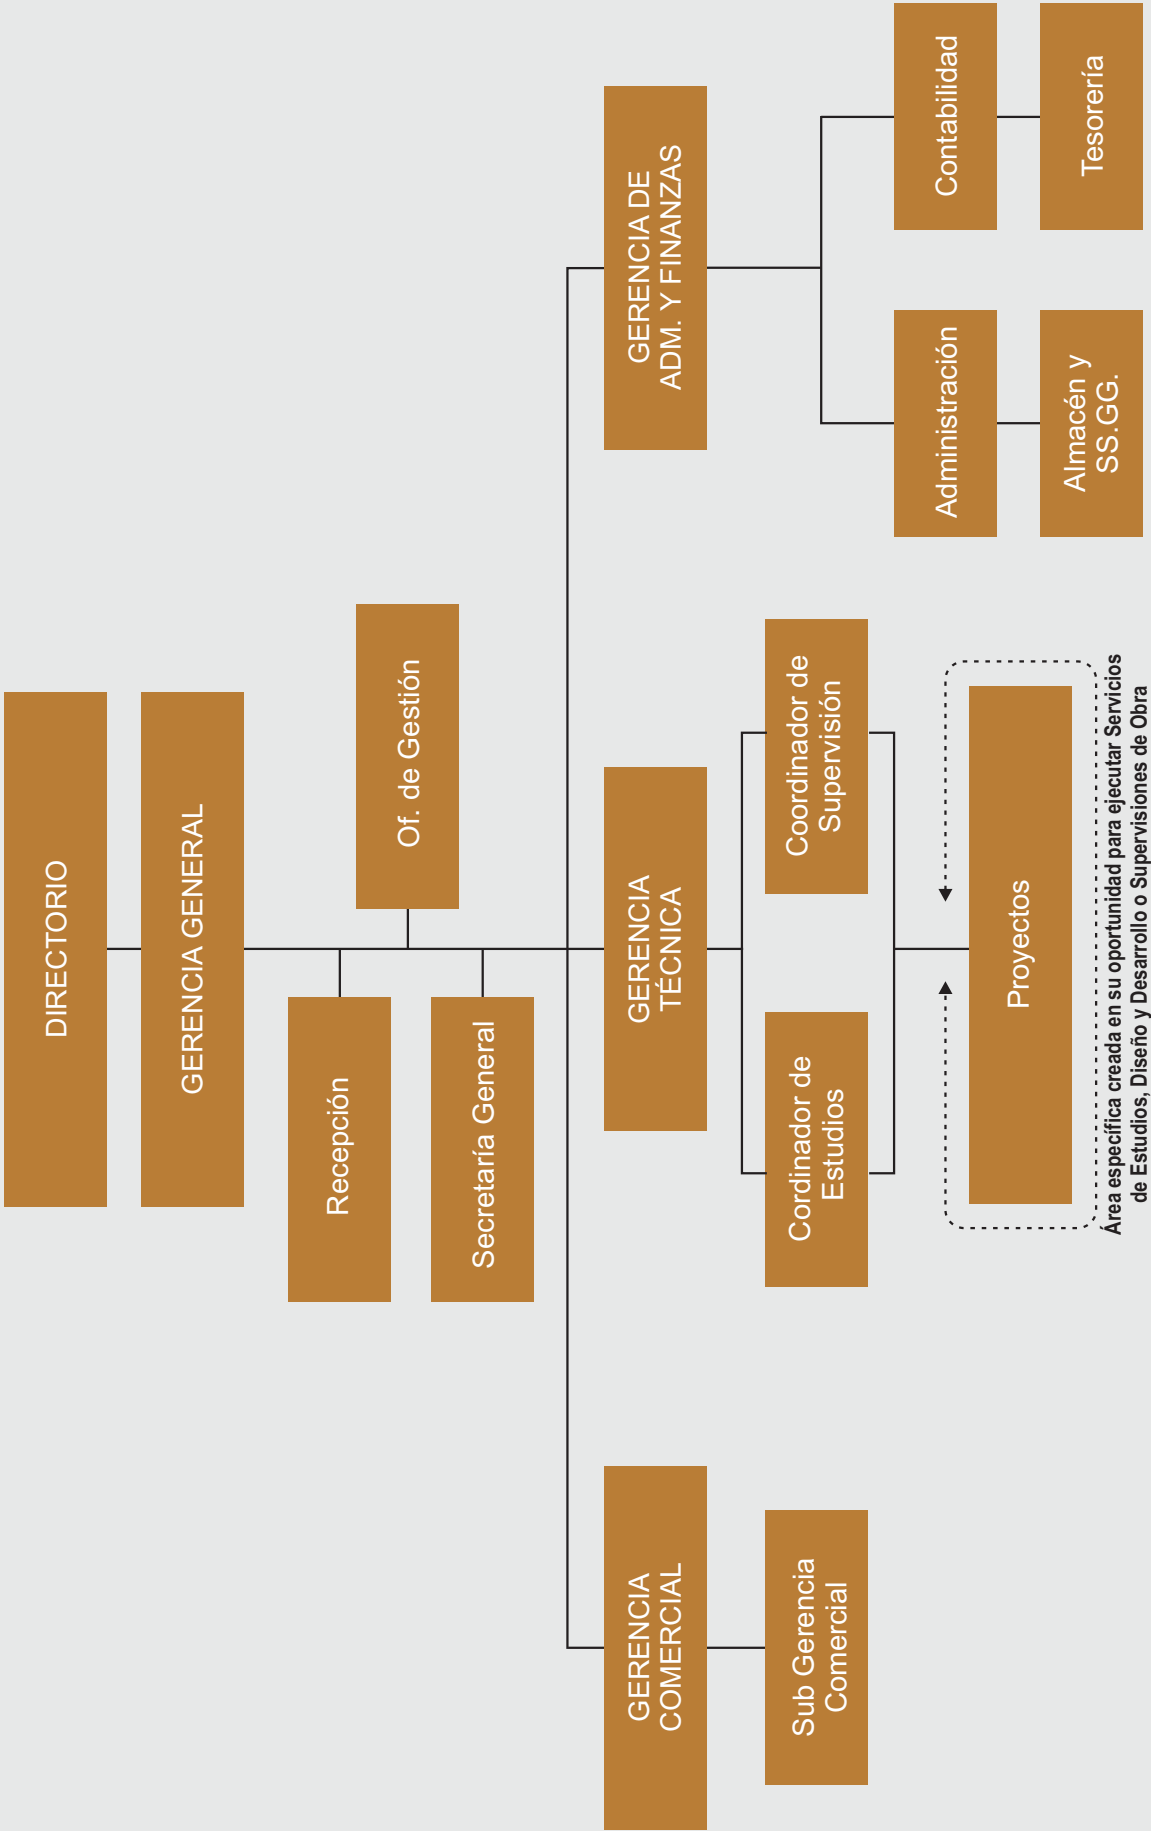 DIRECTORIO
GERENCIA GENERAL
Recepción
Of. de Gestión
Secretaría General
GERENCIA
COMERCIAL
GERENCIA
TÉCNICA
GERENCIA DE
ADM. Y FINANZAS
Sub Gerencia
Comercial
Cordinador de
Estudios
Coordinador de
Supervisión
Administración
Contabilidad
Proyectos
Almacén y
SS.GG.
Tesorería
Área específica creada en su oportunidad para ejecutar Servicios
de Estudios, Diseño y Desarrollo o Supervisiones de Obra